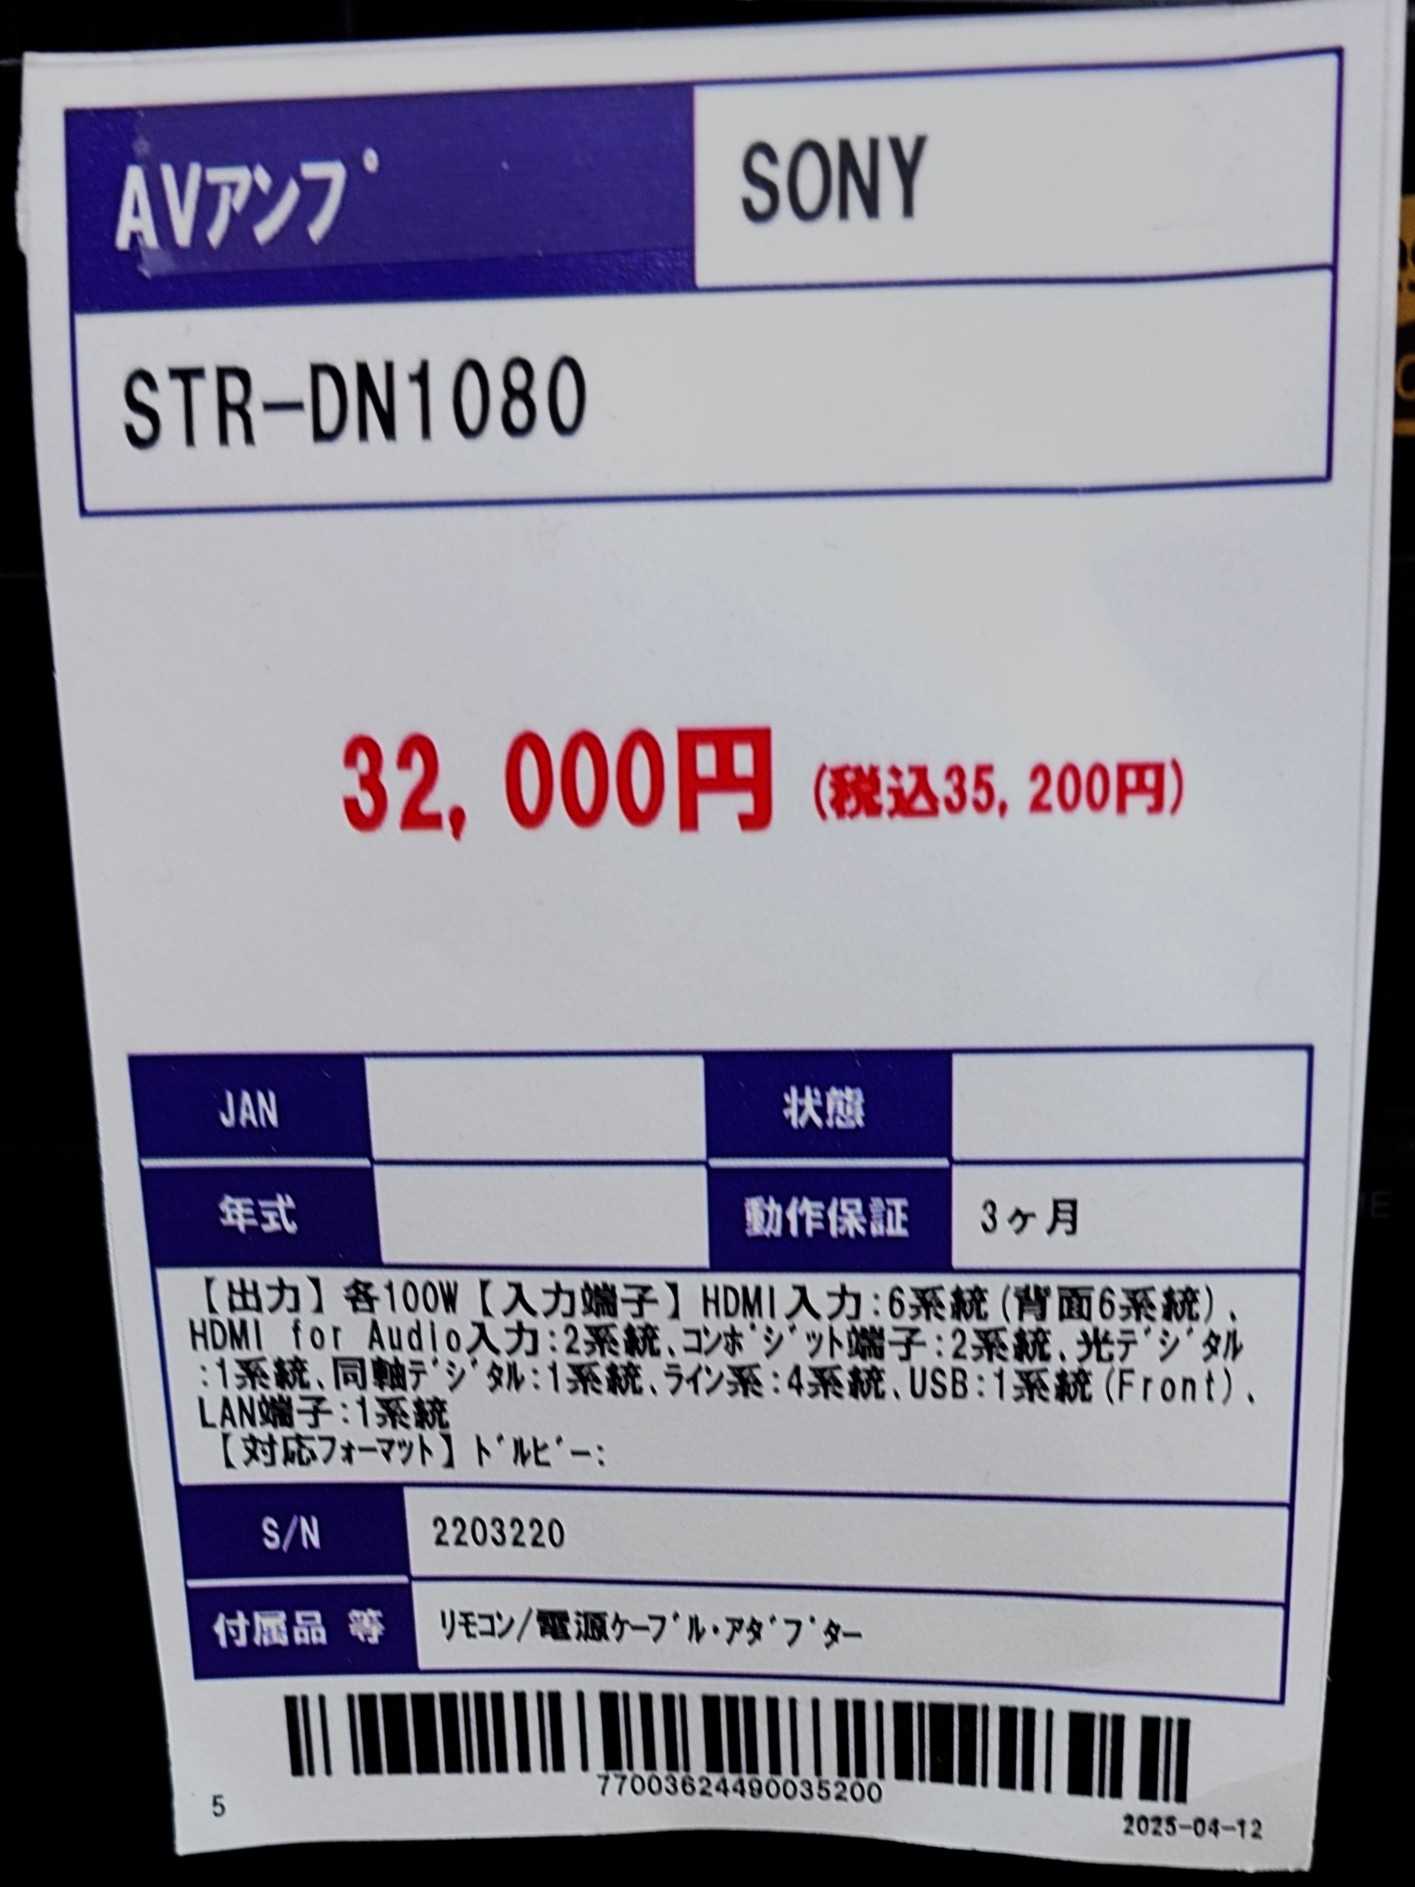 AVアンプ
SONY
STR-DN1080
32,000円 (税込35,200円)
JAN
状態
年式
動作保証 3ヶ月
【出力】各100W【入力端子】HDMI入力:6系統(背面6系統)、
HDMI for Audio入力:2系統、コンポジット端子:2系統、光デジタル
:1系統、同軸デジタル:1系統、ライン系:4系統、USB:1系統(Front)、
LAN端子:1系統
【対応フォーマット】ドルビー:
S/N 2203220
付属品 等 リモコン/電源ケーブル・アダプター
77003624490035200
5
2025-04-12